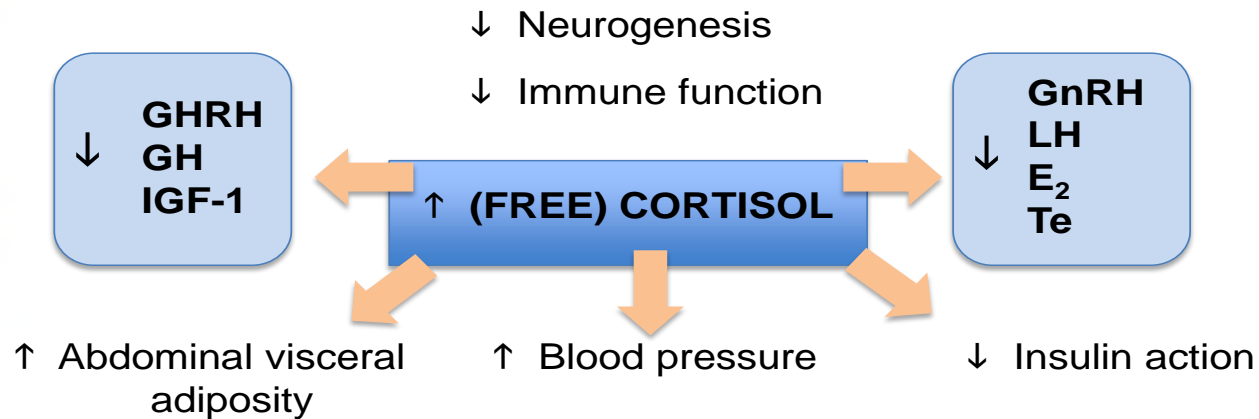 ↓ Neurogenesis
↓ Immune function
↓ GHRH
GH
IGF-1
↑ (FREE) CORTISOL
↓ GnRH
LH
E₂
Te
↑ Abdominal visceral
adiposity
↑ Blood pressure
↓ Insulin action